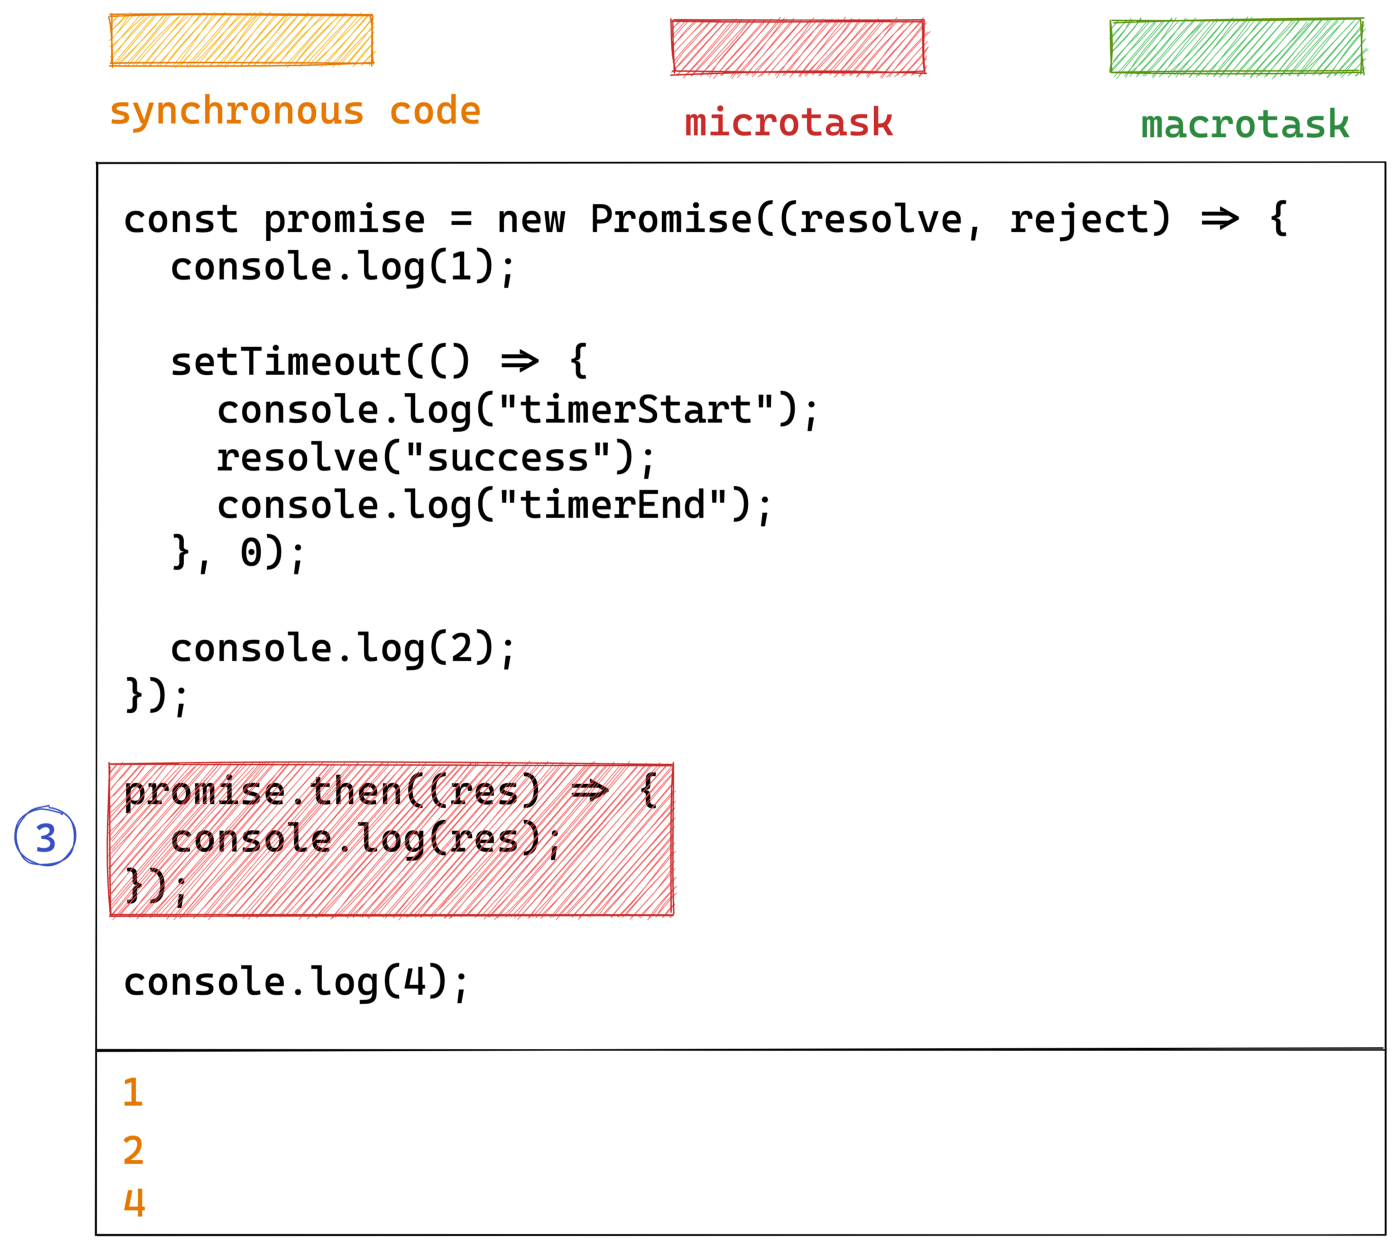 synchronous code
microtask
macrotask
const promise = new Promise((resolve, reject) => {
  console.log(1);
  setTimeout(() => {
    console.log("timerStart");
    resolve("success");
    console.log("timerEnd");
  }, 0);
  console.log(2);
});
3
promise.then((res) => {
  console.log(res);
});
console.log(4);
1
2
4